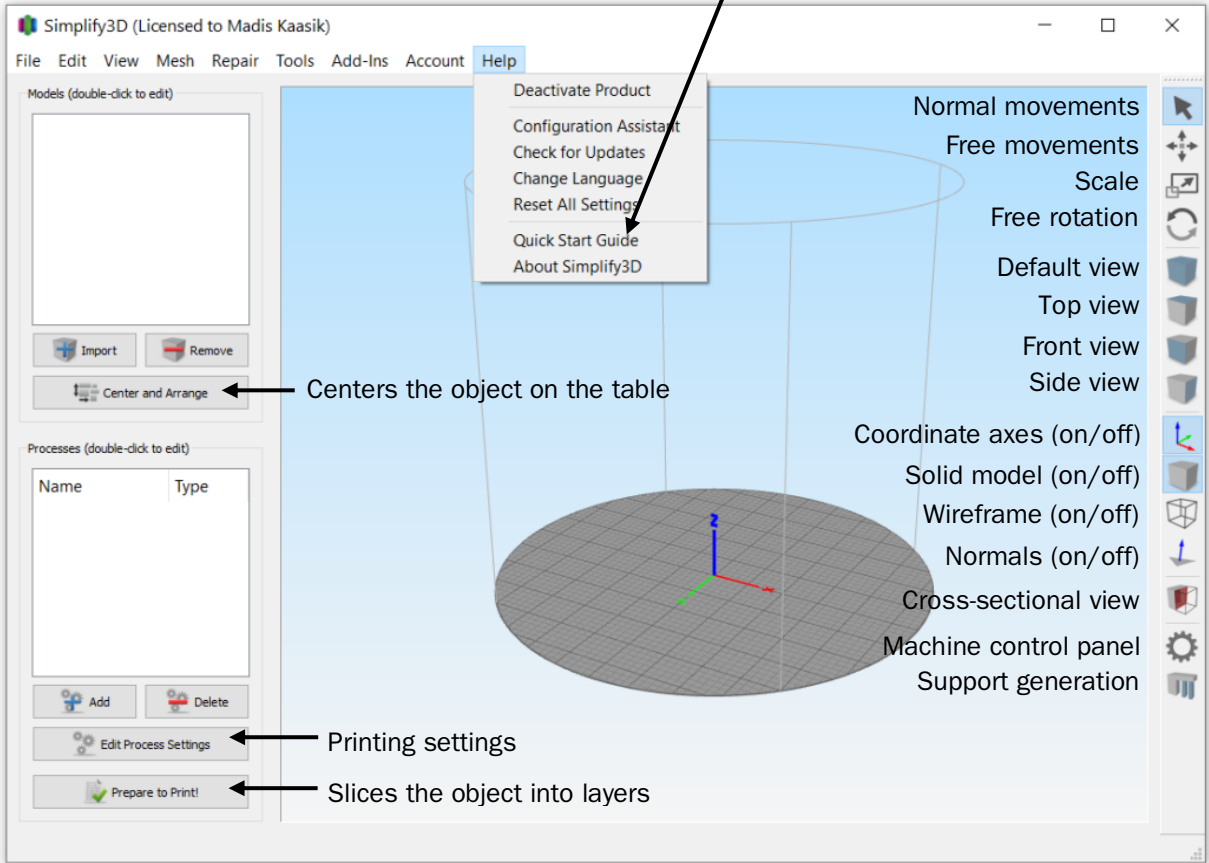 Simplify3D (Licensed to Madis Kaasik)
File Edit View Mesh Repair Tools Add-Ins Account Help
Models (double-click to edit)
Import Remove
Center and Arrange
Centers the object on the table
Processes (double-click to edit)
Name Type
Add Delete
Edit Process Settings
Printing settings
Prepare to Print!
Slices the object into layers
Deactivate Product
Configuration Assistant
Check for Updates
Change Language
Reset All Settings
Quick Start Guide
About Simplify3D
Z
X
Normal movements
Free movements
Scale
Free rotation
Default view
Top view
Front view
Side view
Coordinate axes (on/off)
Solid model (on/off)
Wireframe (on/off)
Normals (on/off)
Cross-sectional view
Machine control panel
Support generation